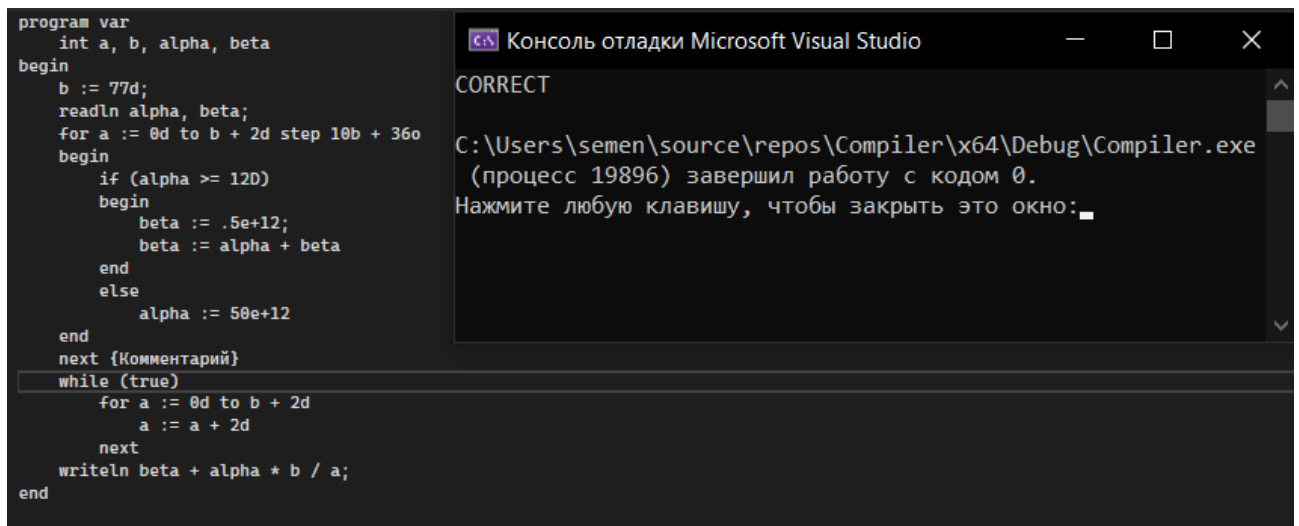 program var
    int a, b, alpha, beta
begin
    b := 77d;
    readln alpha, beta;
    for a := 0d to b + 2d step 10b + 36o
    begin
        if (alpha >= 12D)
        begin
            beta := .5e+12;
            beta := alpha + beta
        end
        else
            alpha := 50e+12
    end
    next {Комментарий}
    while (true)
        for a := 0d to b + 2d
            a := a + 2d
        next
    writeln beta + alpha * b / a;
end
Консоль отладки Microsoft Visual Studio
CORRECT
C:\Users\semen\source\repos\Compiler\x64\Debug\Compiler.exe
 (процесс 19896) завершил работу с кодом 0.
Нажмите любую клавишу, чтобы закрыть это окно: